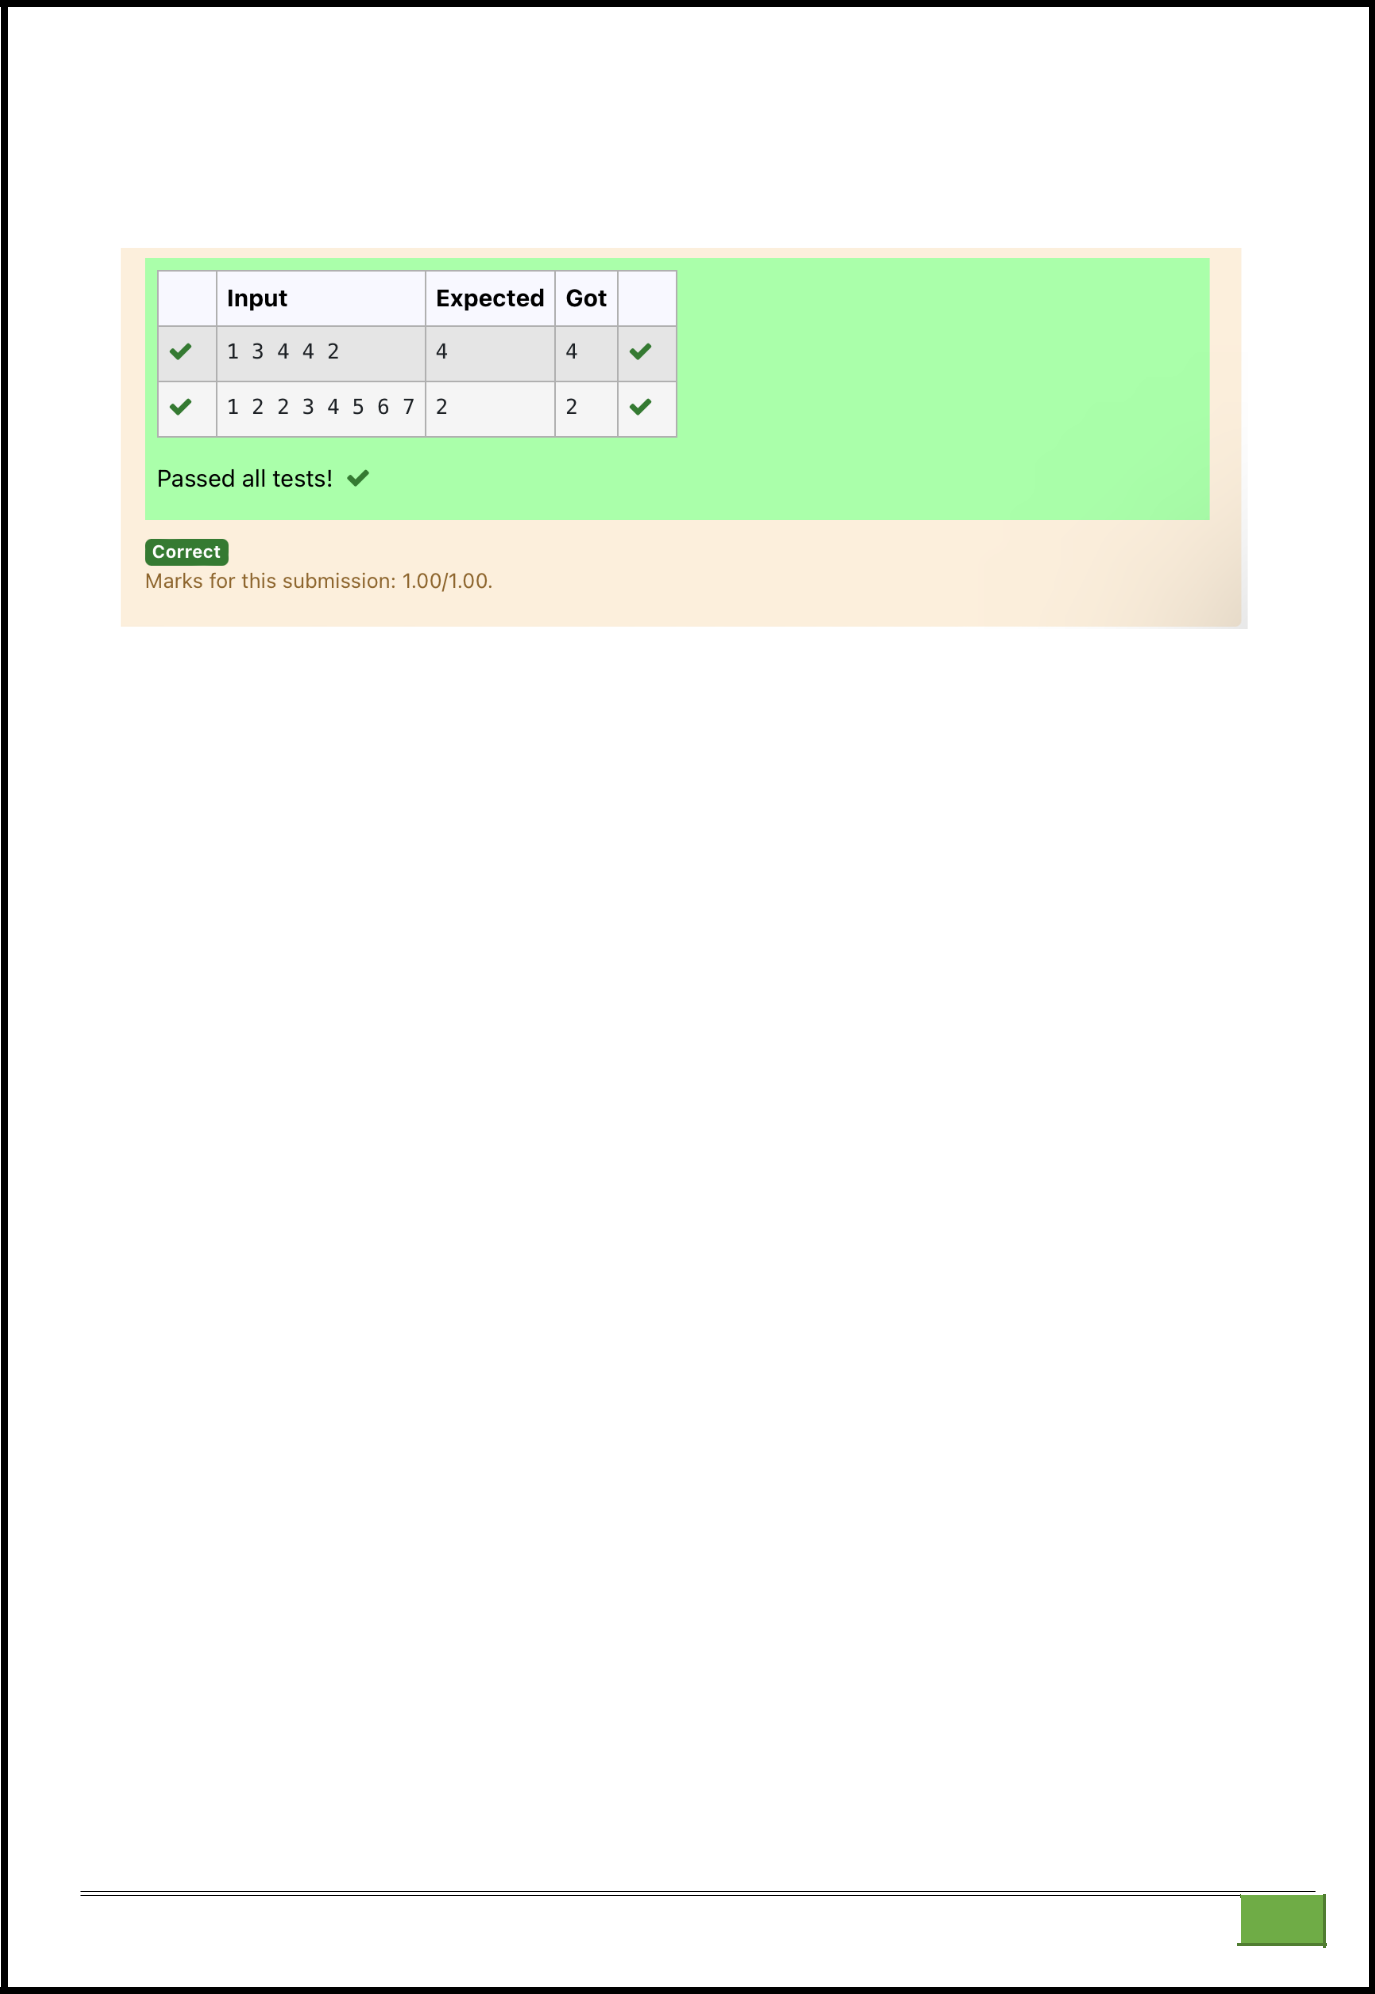 Input Expected Got
1 3 4 4 2 4 4
1 2 2 3 4 5 6 7 2 2
Passed all tests!
Correct
Marks for this submission: 1.00/1.00.